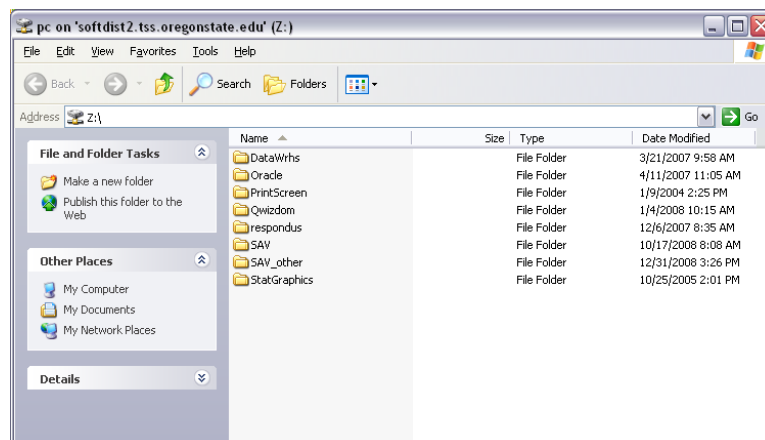 pc on 'softdist2.tss.oregonstate.edu' (Z:)
File Edit View Favorites Tools Help
Back Search Folders
Address Z:\ Go
Name Size Type Date Modified
File and Folder Tasks
Make a new folder
Publish this folder to the
Web
Other Places
My Computer
My Documents
My Network Places
Details
DataWrhs File Folder 3/21/2007 9:58 AM
Oracle File Folder 4/11/2007 11:05 AM
PrintScreen File Folder 1/9/2004 2:25 PM
Qwizdom File Folder 1/4/2008 10:15 AM
respondus File Folder 12/6/2007 8:35 AM
SAV File Folder 10/17/2008 8:08 AM
SAV_other File Folder 12/31/2008 3:26 PM
StatGraphics File Folder 10/25/2005 2:01 PM